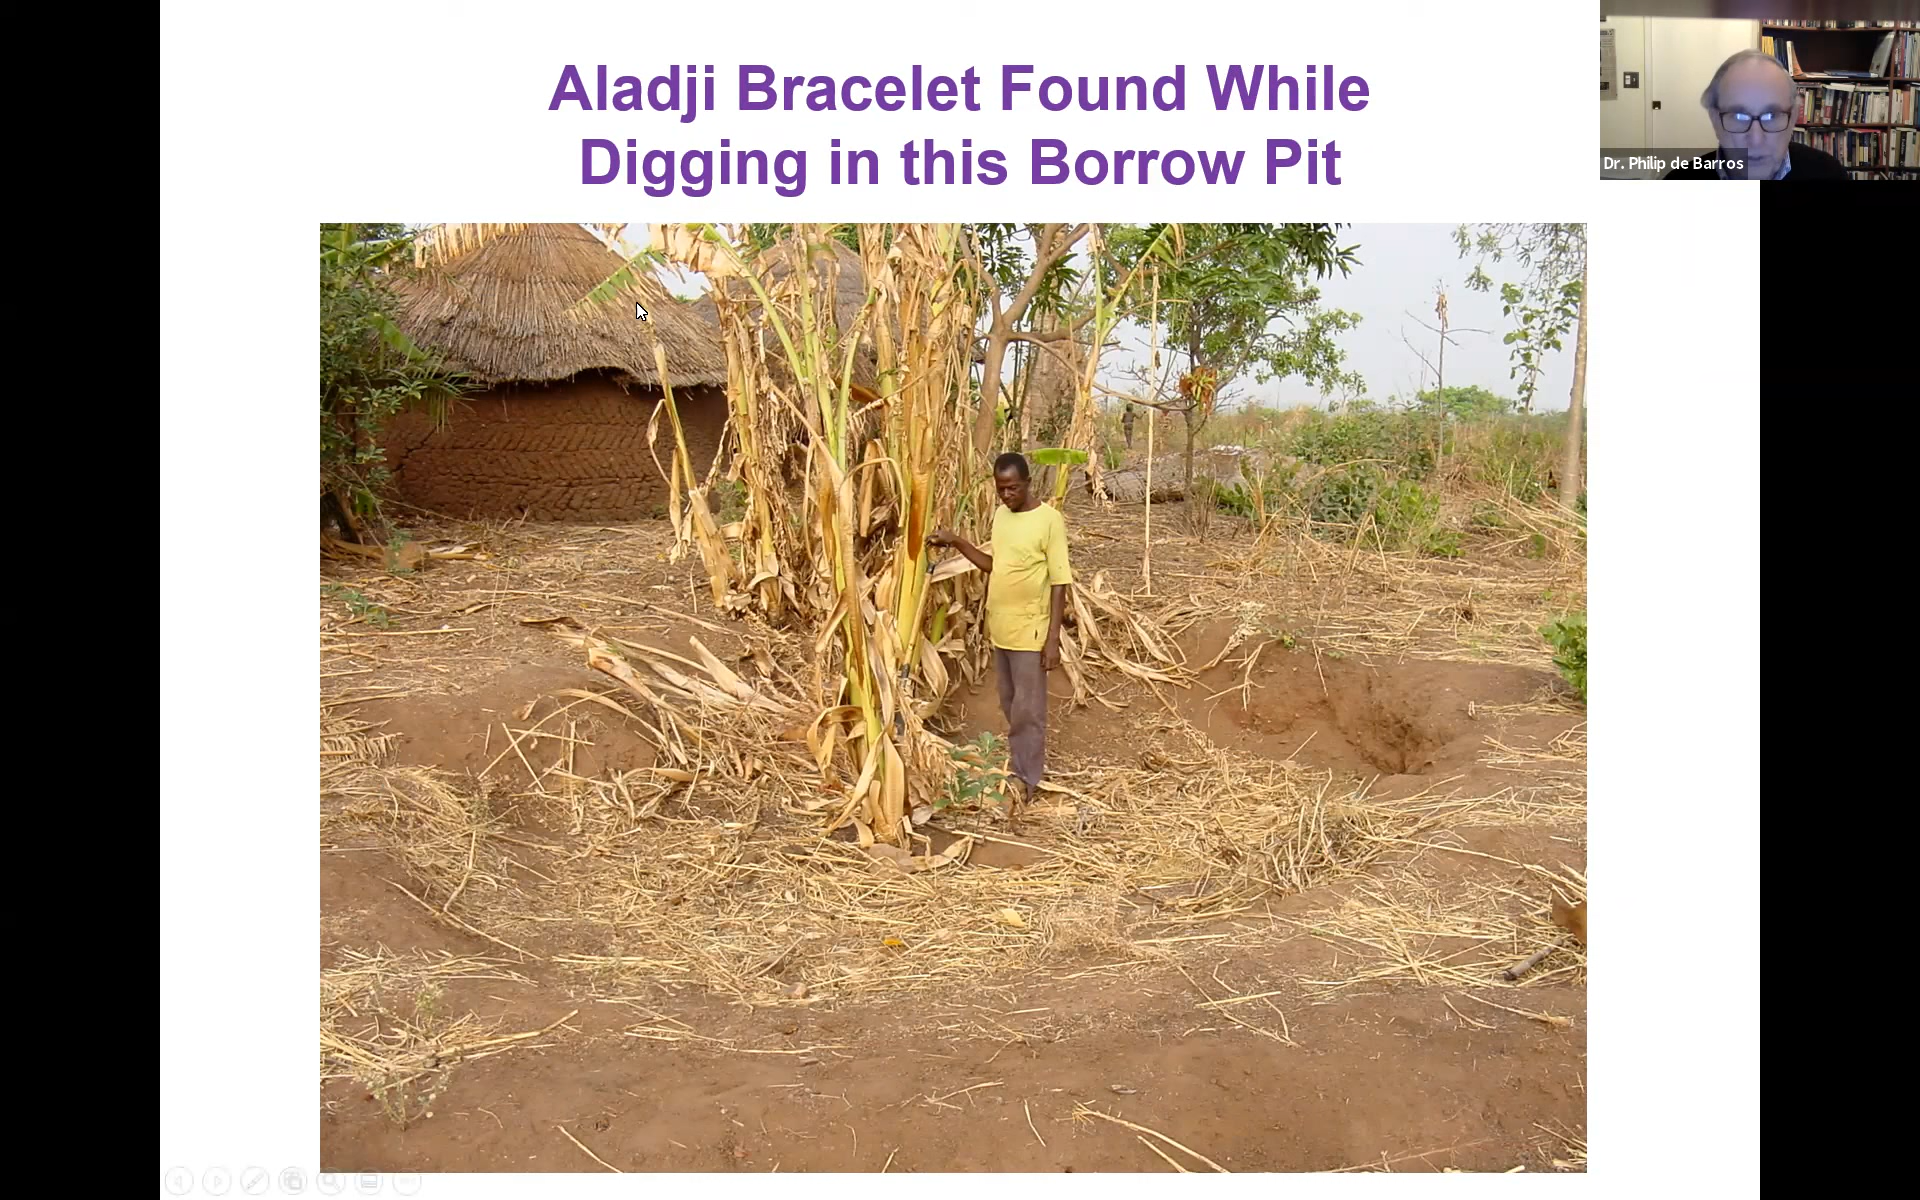 Aladji Bracelet Found While
Digging in this Borrow Pit
Dr. Philip de Barros